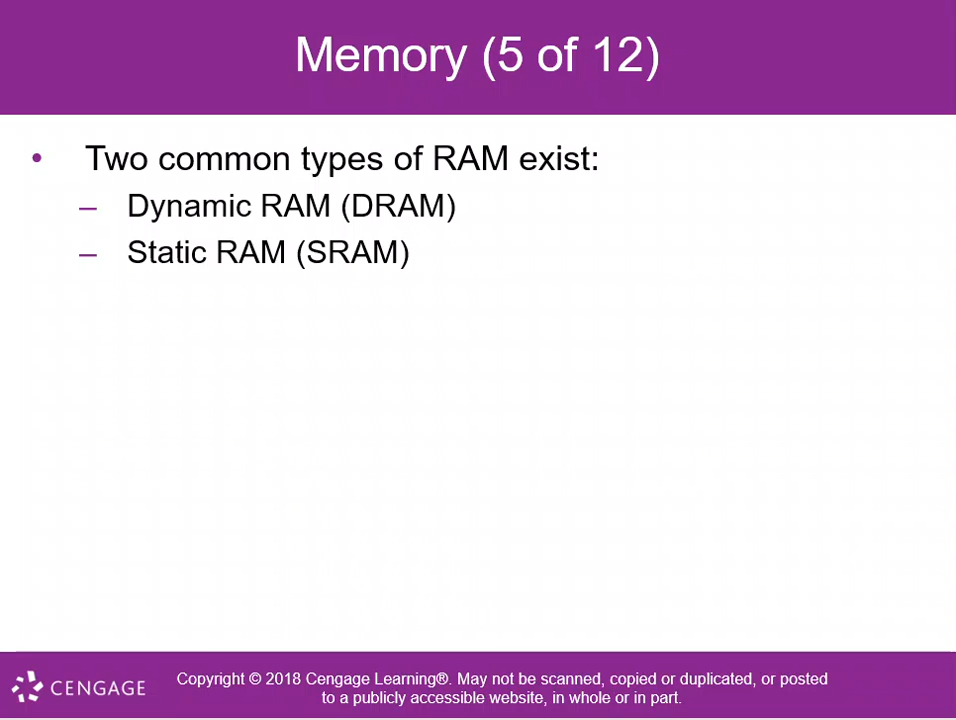 Memory (5 of 12)
• Two common types of RAM exist:
– Dynamic RAM (DRAM)
– Static RAM (SRAM)
CENGAGE
Copyright © 2018 Cengage Learning®. May not be scanned, copied or duplicated, or posted
to a publicly accessible website, in whole or in part.